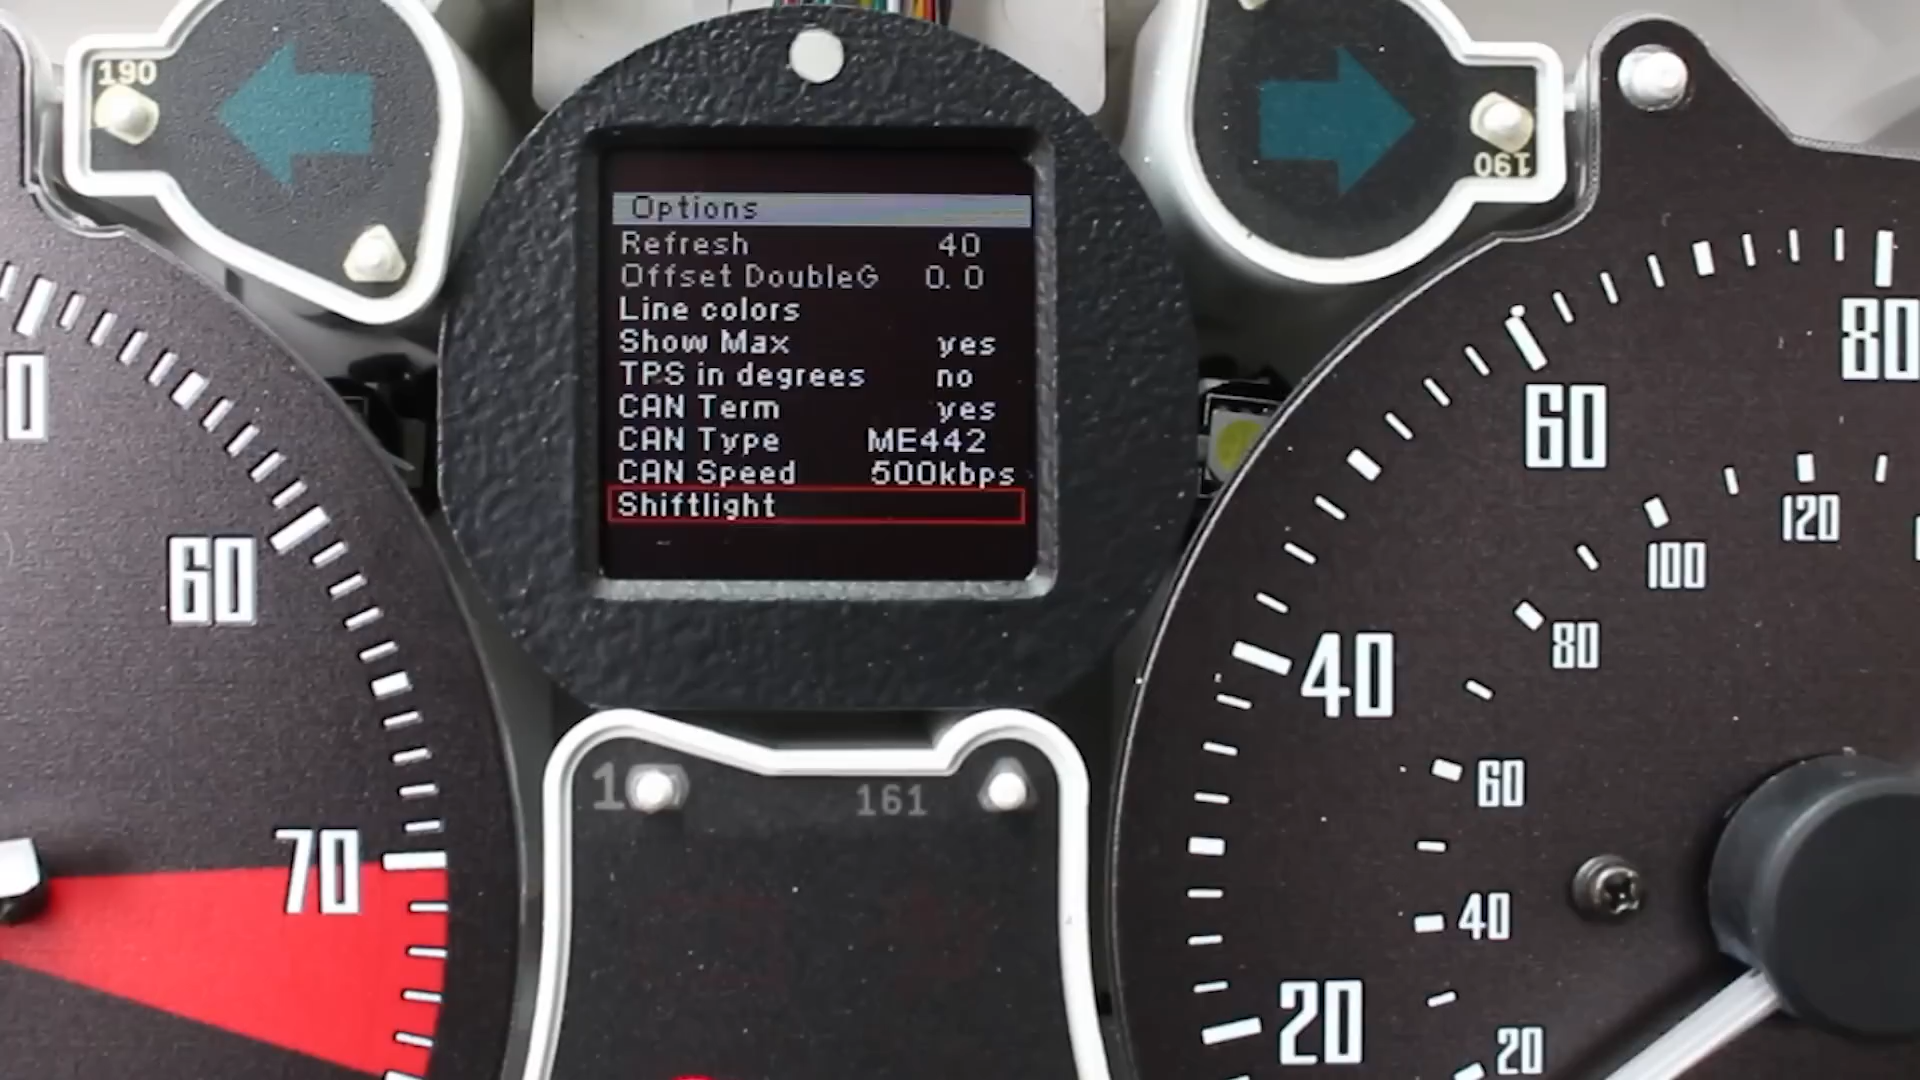 190
190
Options
Refresh 40
Offset DoubleG 0.0
Line colors
Show Max yes
TPS in degrees no
CAN Term yes
CAN Type ME442
CAN Speed 500kbps
Shiftlight
60
70
161
80
60
120
100
40
80
60
40
20
20